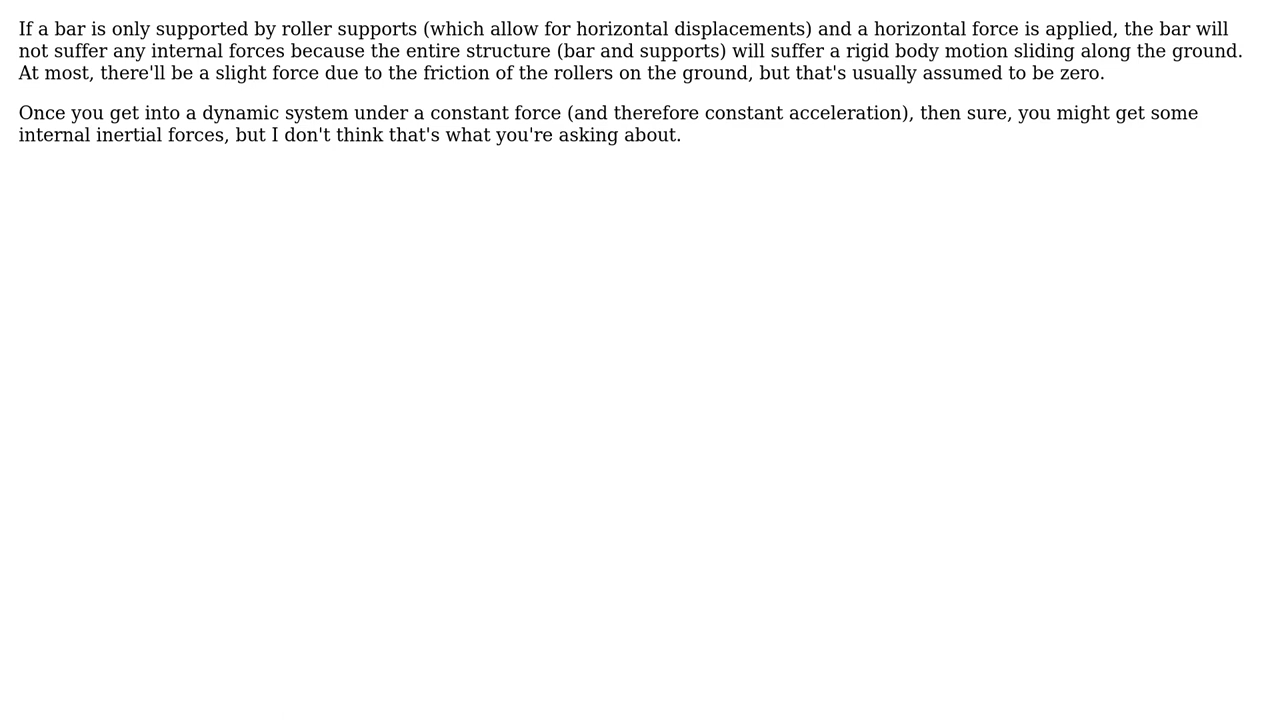 If a bar is only supported by roller supports (which allow for horizontal displacements) and a horizontal force is applied, the bar will
not suffer any internal forces because the entire structure (bar and supports) will suffer a rigid body motion sliding along the ground.
At most, there'll be a slight force due to the friction of the rollers on the ground, but that's usually assumed to be zero.
Once you get into a dynamic system under a constant force (and therefore constant acceleration), then sure, you might get some
internal inertial forces, but I don't think that's what you're asking about.